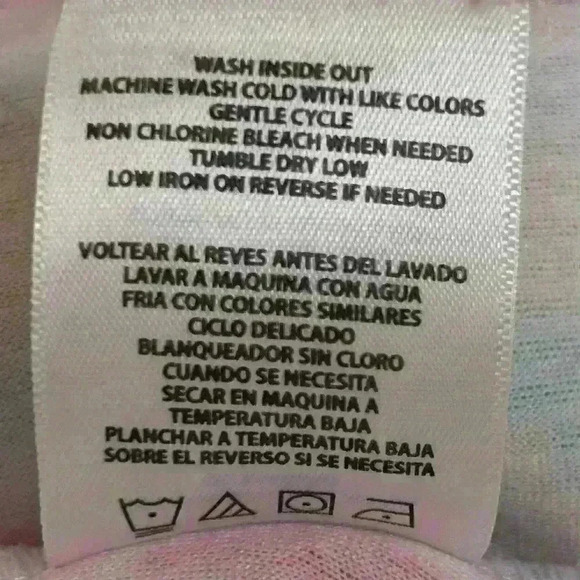 WASH INSIDE OUT
MACHINE WASH COLD WITH LIKE COLORS
GENTLE CYCLE
NON CHLORINE BLEACH WHEN NEEDED
TUMBLE DRY LOW
LOW IRON ON REVERSE IF NEEDED
VOLTEAR AL REVES ANTES DEL LAVADO
LAVAR A MAQUINA CON AGUA
FRIA CON COLORES SIMILARES
CICLO DELICADO
BLANQUEADOR SIN CLORO
CUANDO SE NECESITA
SECAR EN MAQUINA A
TEMPERATURA BAJA
PLANCHAR A TEMPERATURA BAJA
SOBRE EL REVERSO SI SE NECESITA